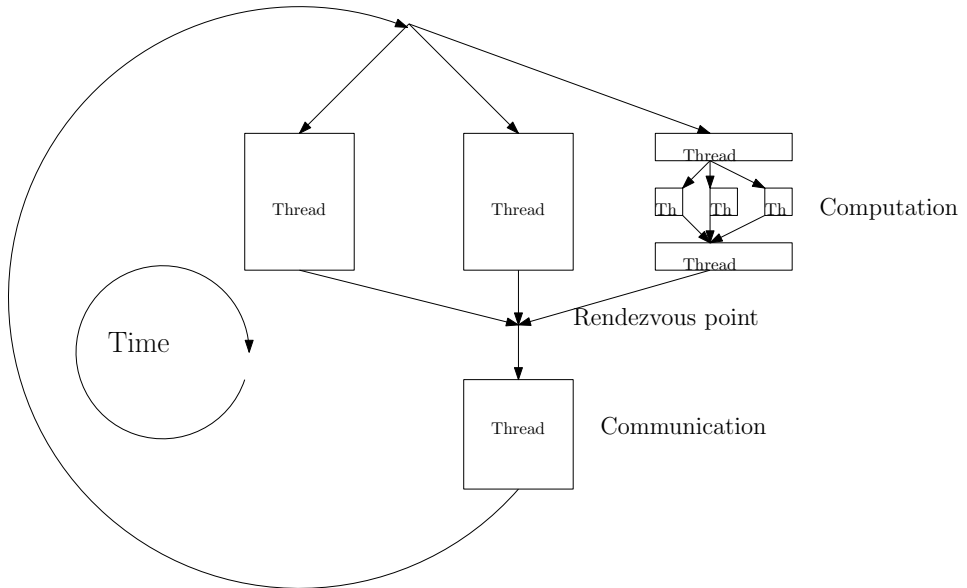 Thread
Thread
Thread
Th
Th
Th
Computation
Thread
Rendezvous point
Time
Thread
Communication